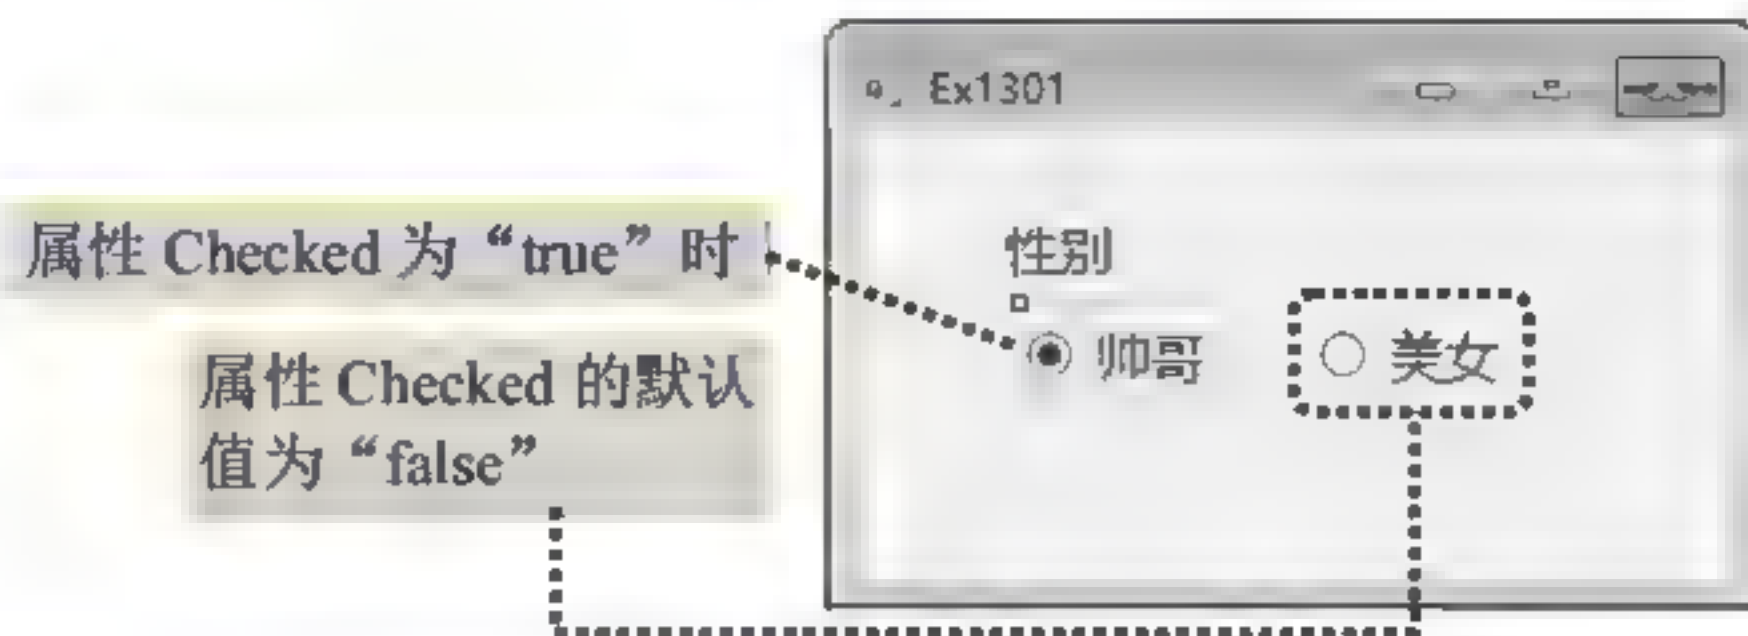 Ex1301
属性 Checked 为“true”时
性别
帅哥 美女
属性 Checked 的默认
值为“false”